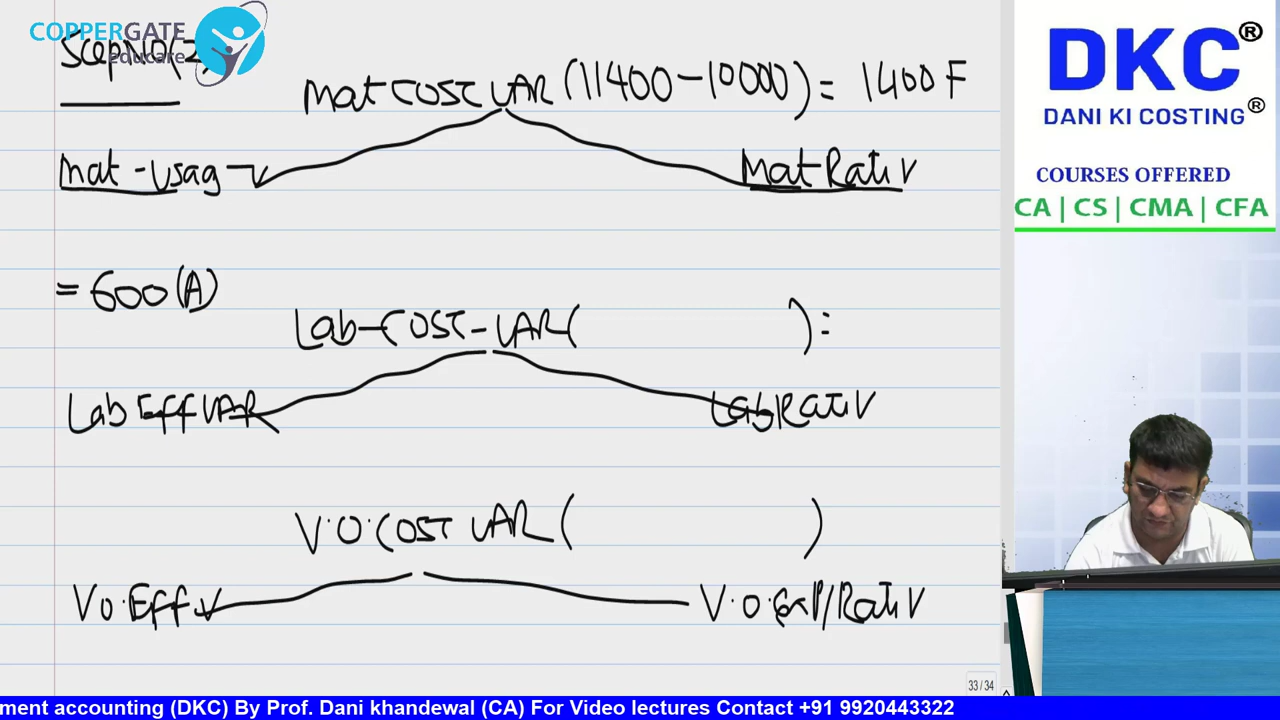 COPPERGATE
educare
StepNo(2)
Mat COST VAR (11400-10000) = 1400 F
Mat-Usag-V
Mat Rati V
= 600 (A)
Lab-COST-VAR( ) :
Lab Eff VAR
Lab Rati V
V.O. COST VAR ( )
V.O. Eff.V
V.O. EXP/Rati V
33 / 34
DKC®
DANI KI COSTING®
COURSES OFFERED
CA | CS | CMA | CFA
ment accounting (DKC) By Prof. Dani khandewal (CA) For Video lectures Contact +91 9920443322